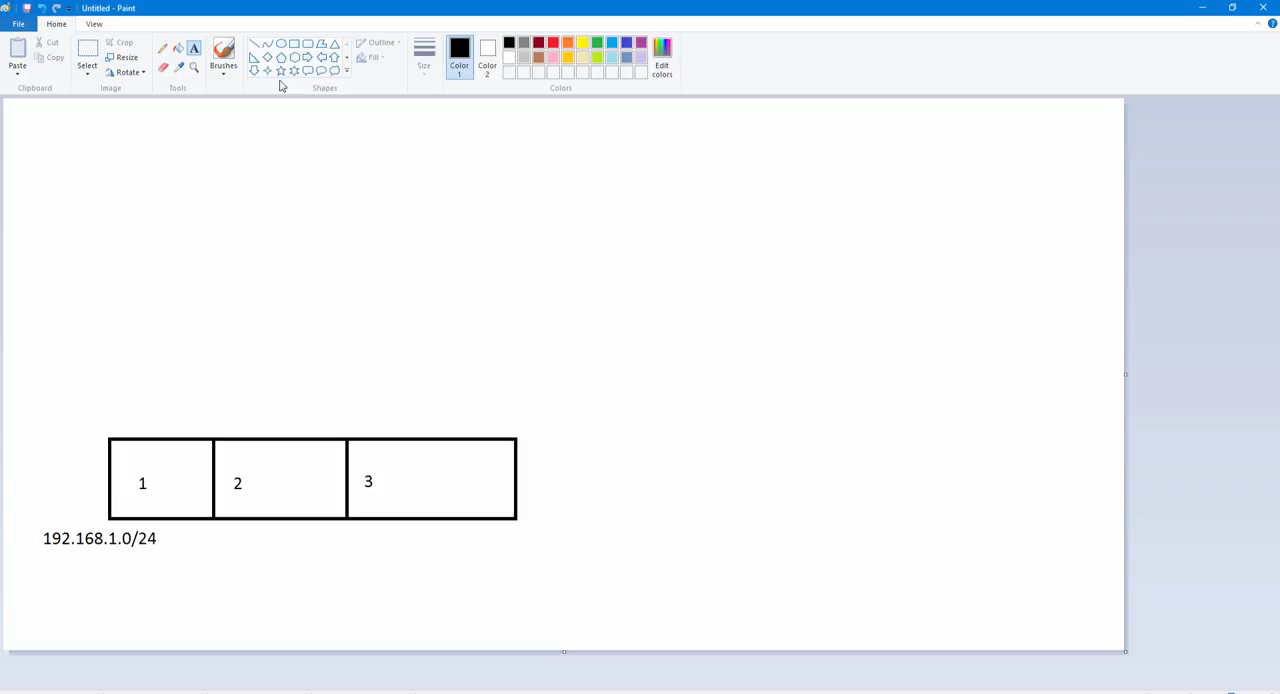 Untitled - Paint
File Home View
Paste
Cut
Copy
Clipboard
Select
Crop
Resize
Rotate
Image
A
Tools
Brushes
Shapes
Outline
Fill
Size
Color 1
Color 2
Edit colors
Colors
1 2 3
192.168.1.0/24